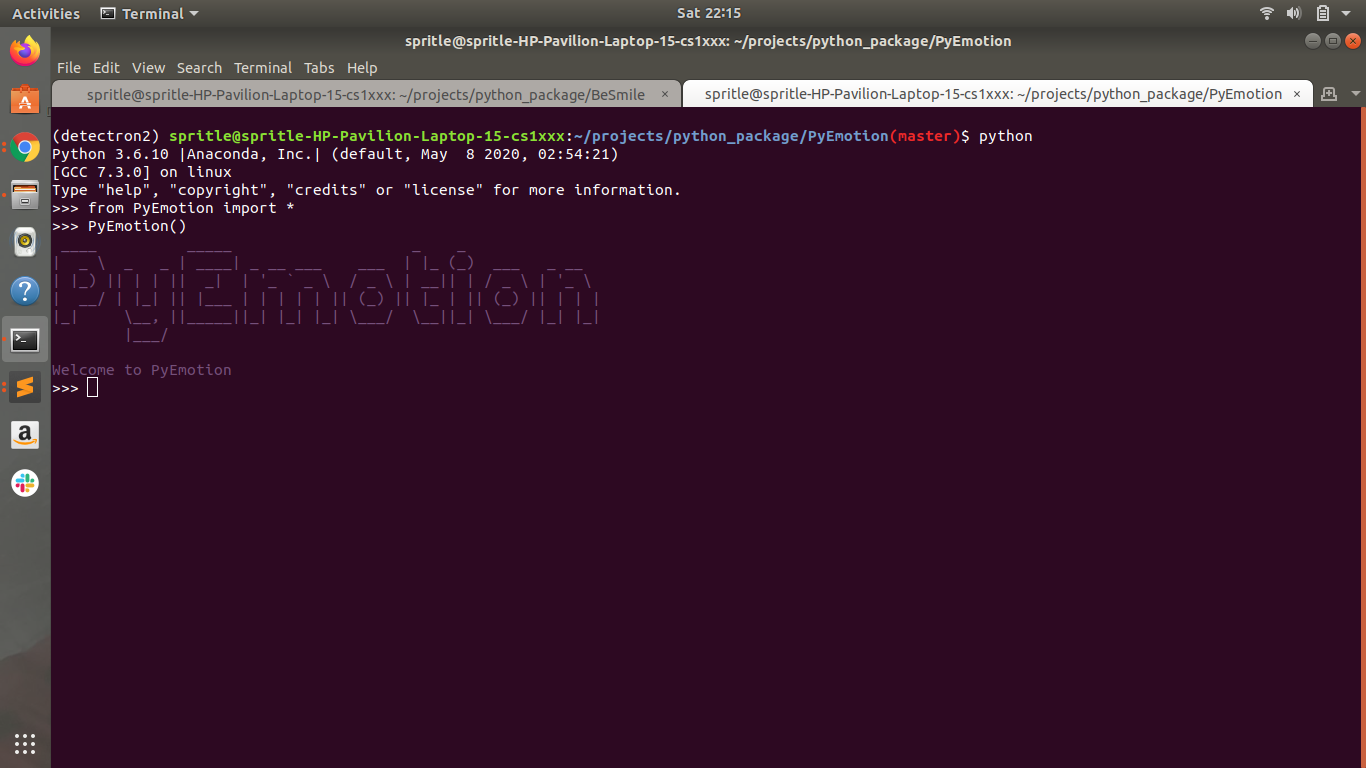 Activities Terminal Sat 22:15
spritle@spritle-HP-Pavilion-Laptop-15-cs1xxx: ~/projects/python_package/PyEmotion
File Edit View Search Terminal Tabs Help
spritle@spritle-HP-Pavilion-Laptop-15-cs1xxx: ~/projects/python_package/BeSmile × spritle@spritle-HP-Pavilion-Laptop-15-cs1xxx: ~/projects/python_package/PyEmotion ×
(detectron2) spritle@spritle-HP-Pavilion-Laptop-15-cs1xxx:~/projects/python_package/PyEmotion(master)$ python
Python 3.6.10 |Anaconda, Inc.| (default, May  8 2020, 02:54:21)
[GCC 7.3.0] on linux
Type "help", "copyright", "credits" or "license" for more information.
>>> from PyEmotion import *
>>> PyEmotion()
PyEmotion
Welcome to PyEmotion
>>>